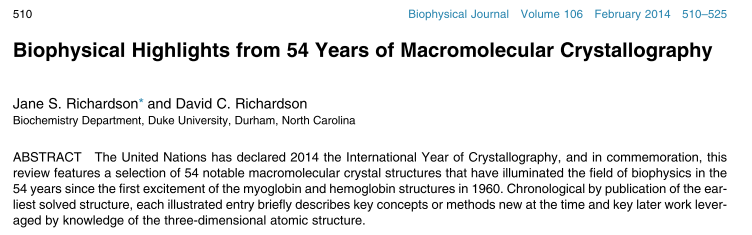 510
Biophysical Journal Volume 106 February 2014 510–525
Biophysical Highlights from 54 Years of Macromolecular Crystallography
Jane S. Richardson* and David C. Richardson
Biochemistry Department, Duke University, Durham, North Carolina
ABSTRACT The United Nations has declared 2014 the International Year of Crystallography, and in commemoration, this
review features a selection of 54 notable macromolecular crystal structures that have illuminated the field of biophysics in the
54 years since the first excitement of the myoglobin and hemoglobin structures in 1960. Chronological by publication of the ear-
liest solved structure, each illustrated entry briefly describes key concepts or methods new at the time and key later work lever-
aged by knowledge of the three-dimensional atomic structure.